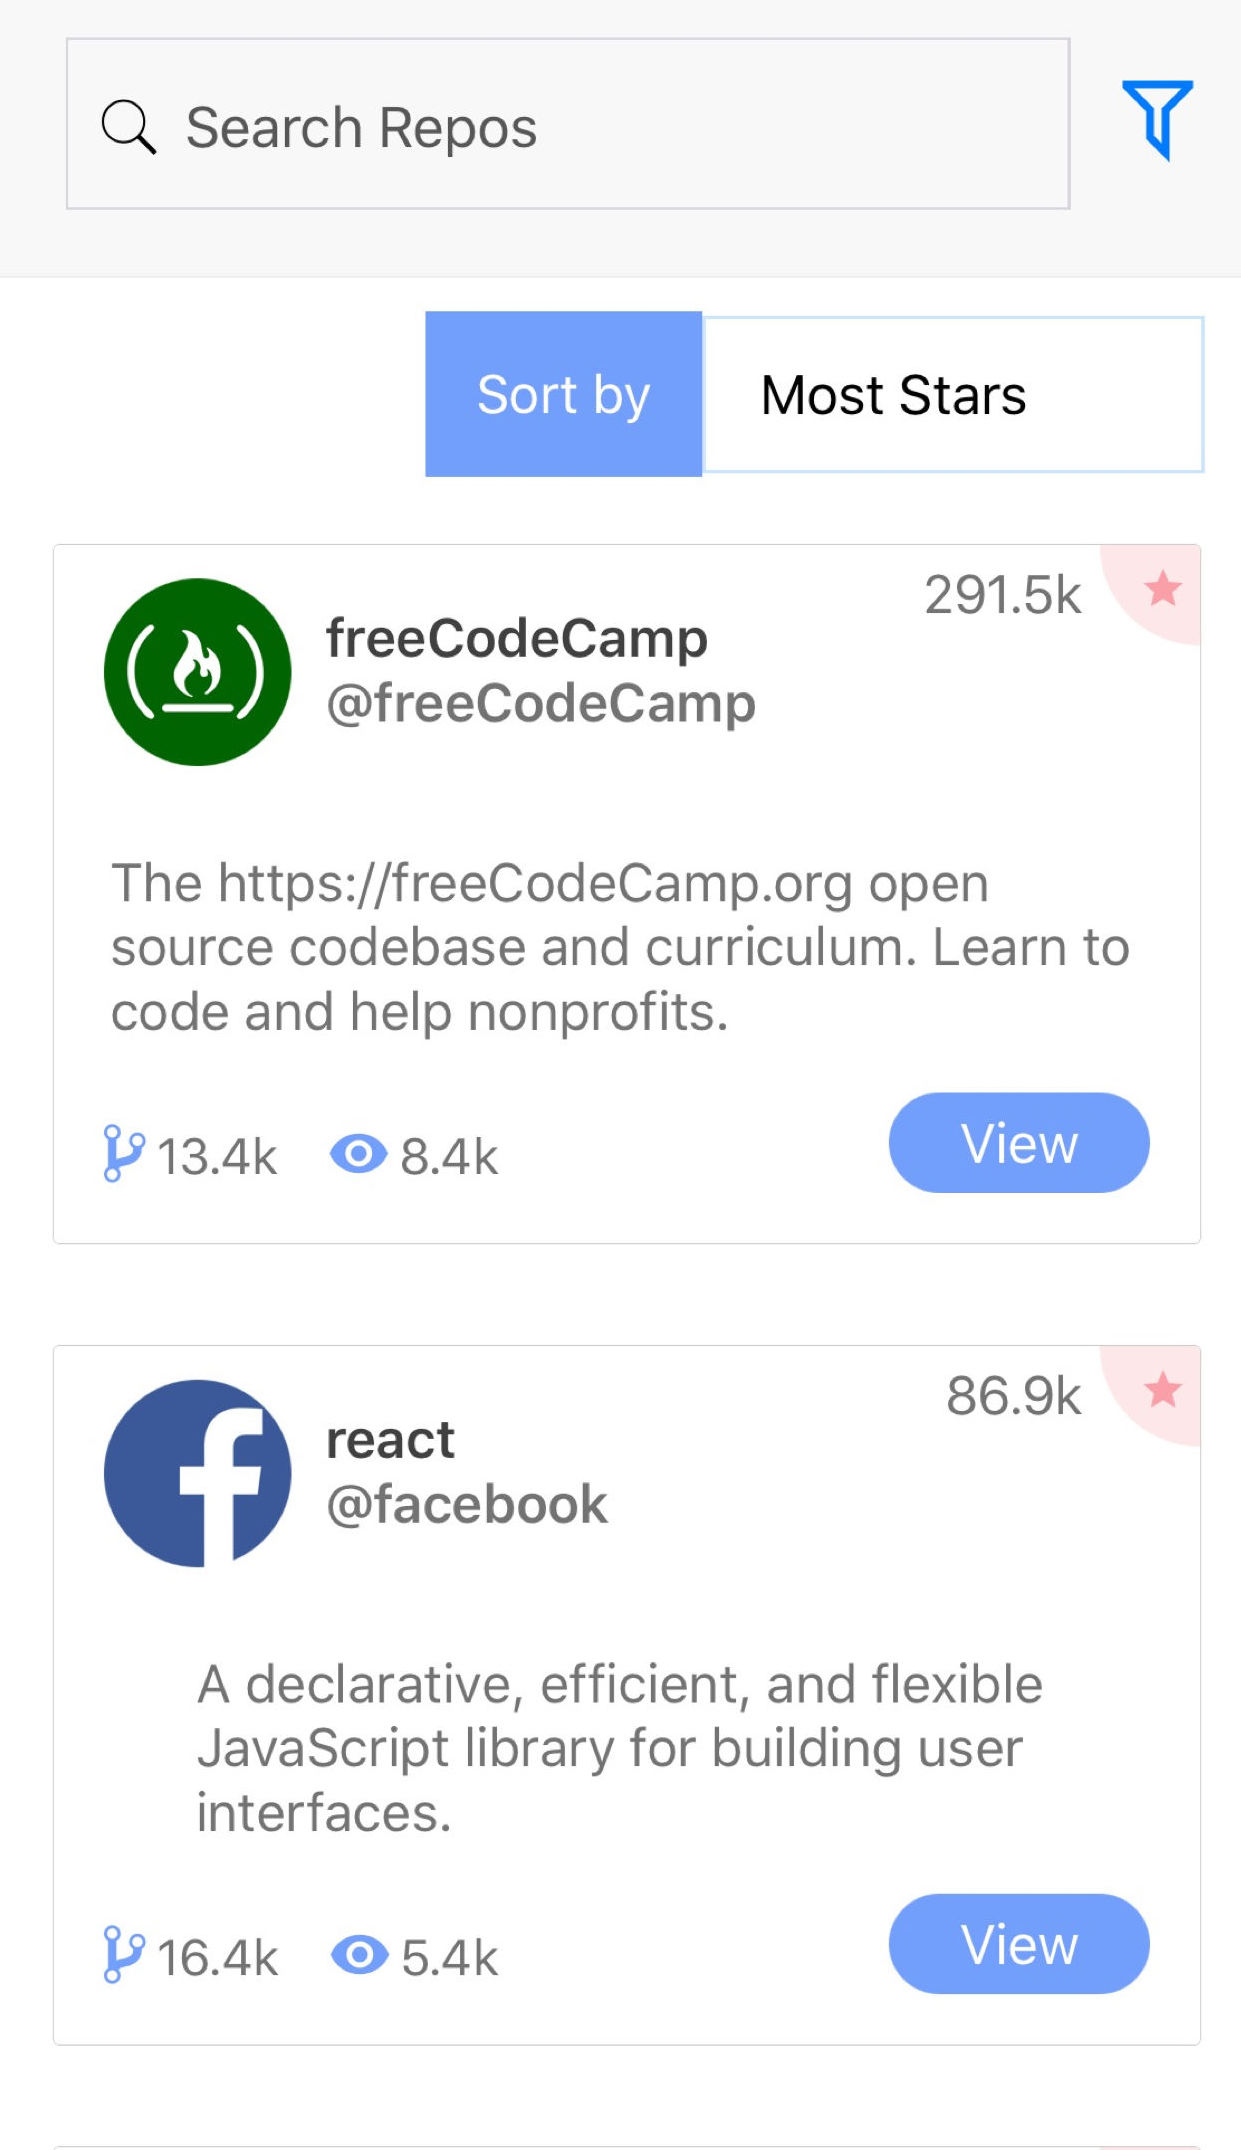 Search Repos
Sort by
Most Stars
291.5k
freeCodeCamp
@freeCodeCamp
The https://freeCodeCamp.org open
source codebase and curriculum. Learn to
code and help nonprofits.
13.4k
8.4k
View
86.9k
react
@facebook
A declarative, efficient, and flexible
JavaScript library for building user
interfaces.
16.4k
5.4k
View